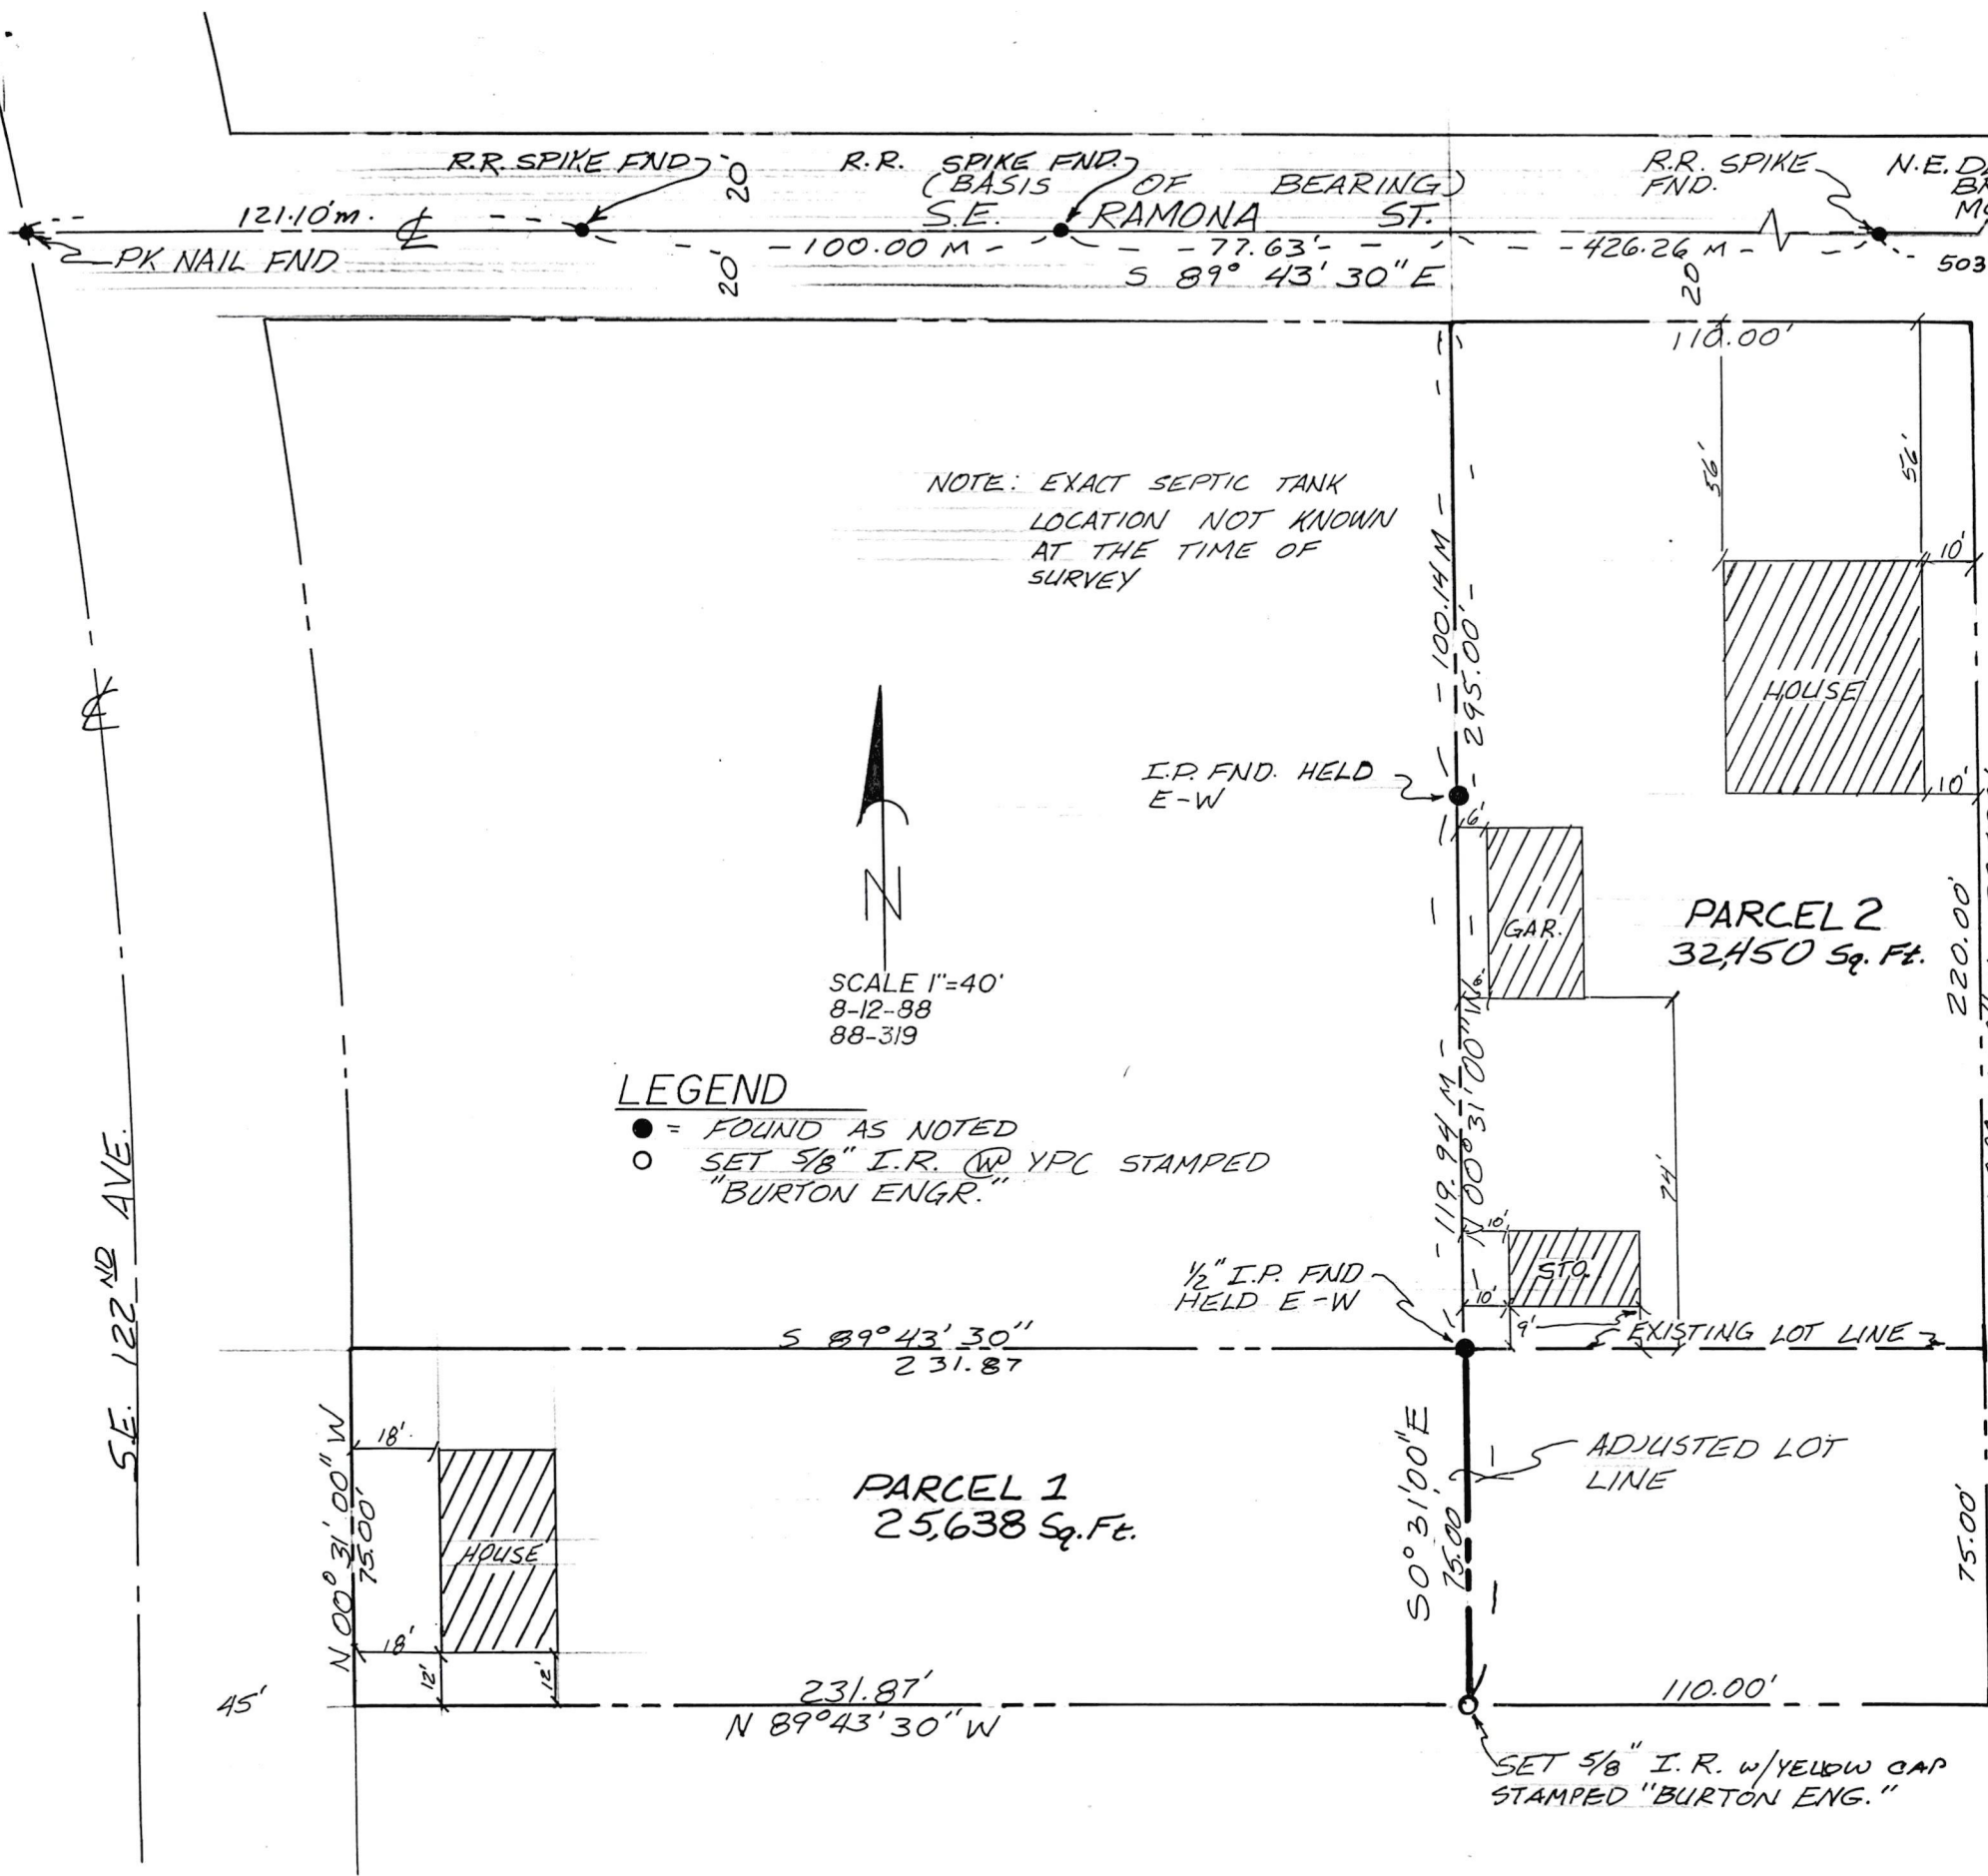 R.R. SPIKE FND
20'
R.R. SPIKE FND.
(BASIS OF BEARING)
R.R. SPIKE
FND.
N.E.
121.10'm.
℄
S.E. RAMONA ST.
PK NAIL FND
20'
-100.00 M-
-77.63'-
-426.26 M-
503
S 89° 43' 30" E
20'
110.00'
56'
56'
NOTE: EXACT SEPTIC TANK
LOCATION NOT KNOWN
AT THE TIME OF
SURVEY
-100.14 M-
-295.00'-
10'
HOUSE
10'
℄
I.P. FND. HELD
E-W
6'
GAR.
6'
N
PARCEL 2
32,450 Sq. Ft.
220.00'
SCALE 1"=40'
8-12-88
88-319
LEGEND
● = FOUND AS NOTED
○ SET 5/8" I.R. W YPC STAMPED
"BURTON ENGR."
-119.94 M-
N 00° 31' 00" W
74'
10'
STO.
10'
9'
S.E. 122ND AVE.
1/2" I.P. FND
HELD E-W
EXISTING LOT LINE
S 89° 43' 30"
231.87
N 00° 31' 00" W
75.00'
18'
HOUSE
18'
12'
12'
PARCEL 1
25,638 Sq. Ft.
S 0° 31' 00" E
75.00
ADJUSTED LOT
LINE
75.00'
45'
231.87'
N 89° 43' 30" W
110.00'
SET 5/8" I.R. W/YELLOW CAP
STAMPED "BURTON ENG."